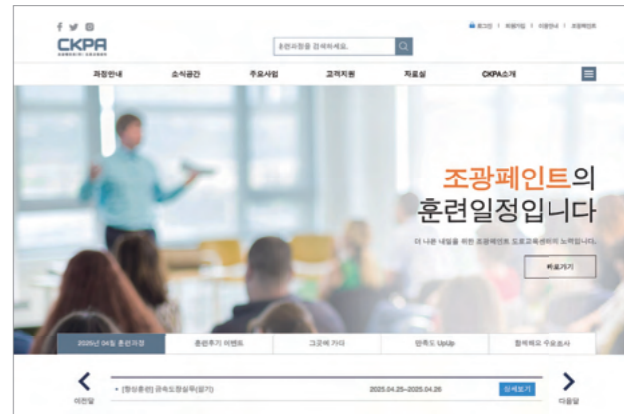 로그인 | 회원가입 | 이용안내 | 조광페인트
CKPA
훈련과정을 검색하세요.
과정안내 소식공간 주요사업 고객지원 자료실 CKPA소개
조광페인트의
훈련일정입니다
더 나은 내일을 위한 조광페인트 도료교육센터의 노력입니다.
바로가기
2025년 04월 훈련과정 훈련후기 이벤트 그곳에 가다 만족도 UpUp 함께해요 수요조사
이전달
• [향상훈련] 금속도장실무(실기) 2025.04.25~2025.04.26 상세보기
다음달